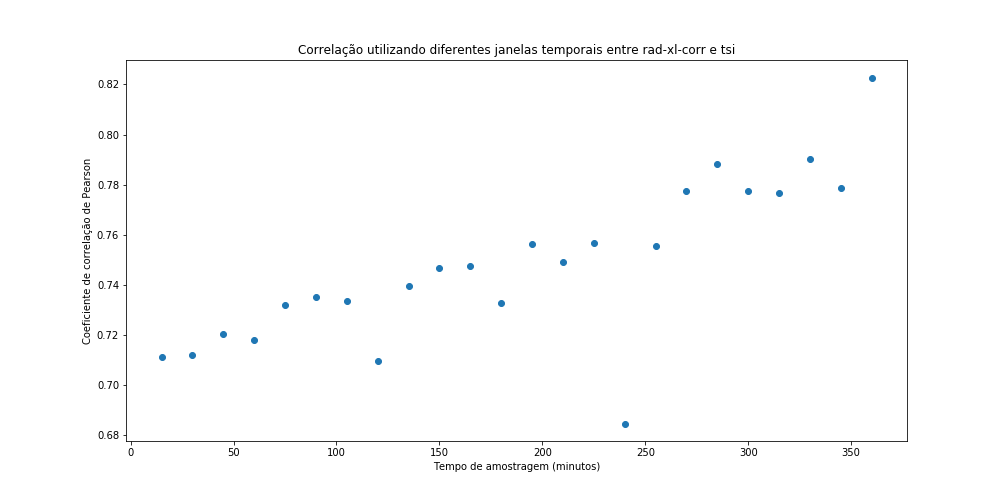 Correlação utilizando diferentes janelas temporais entre rad-xl-corr e tsi
Coeficiente de correlação de Pearson
0.82
0.80
0.78
0.76
0.74
0.72
0.70
0.68
0 50 100 150 200 250 300 350
Tempo de amostragem (minutos)